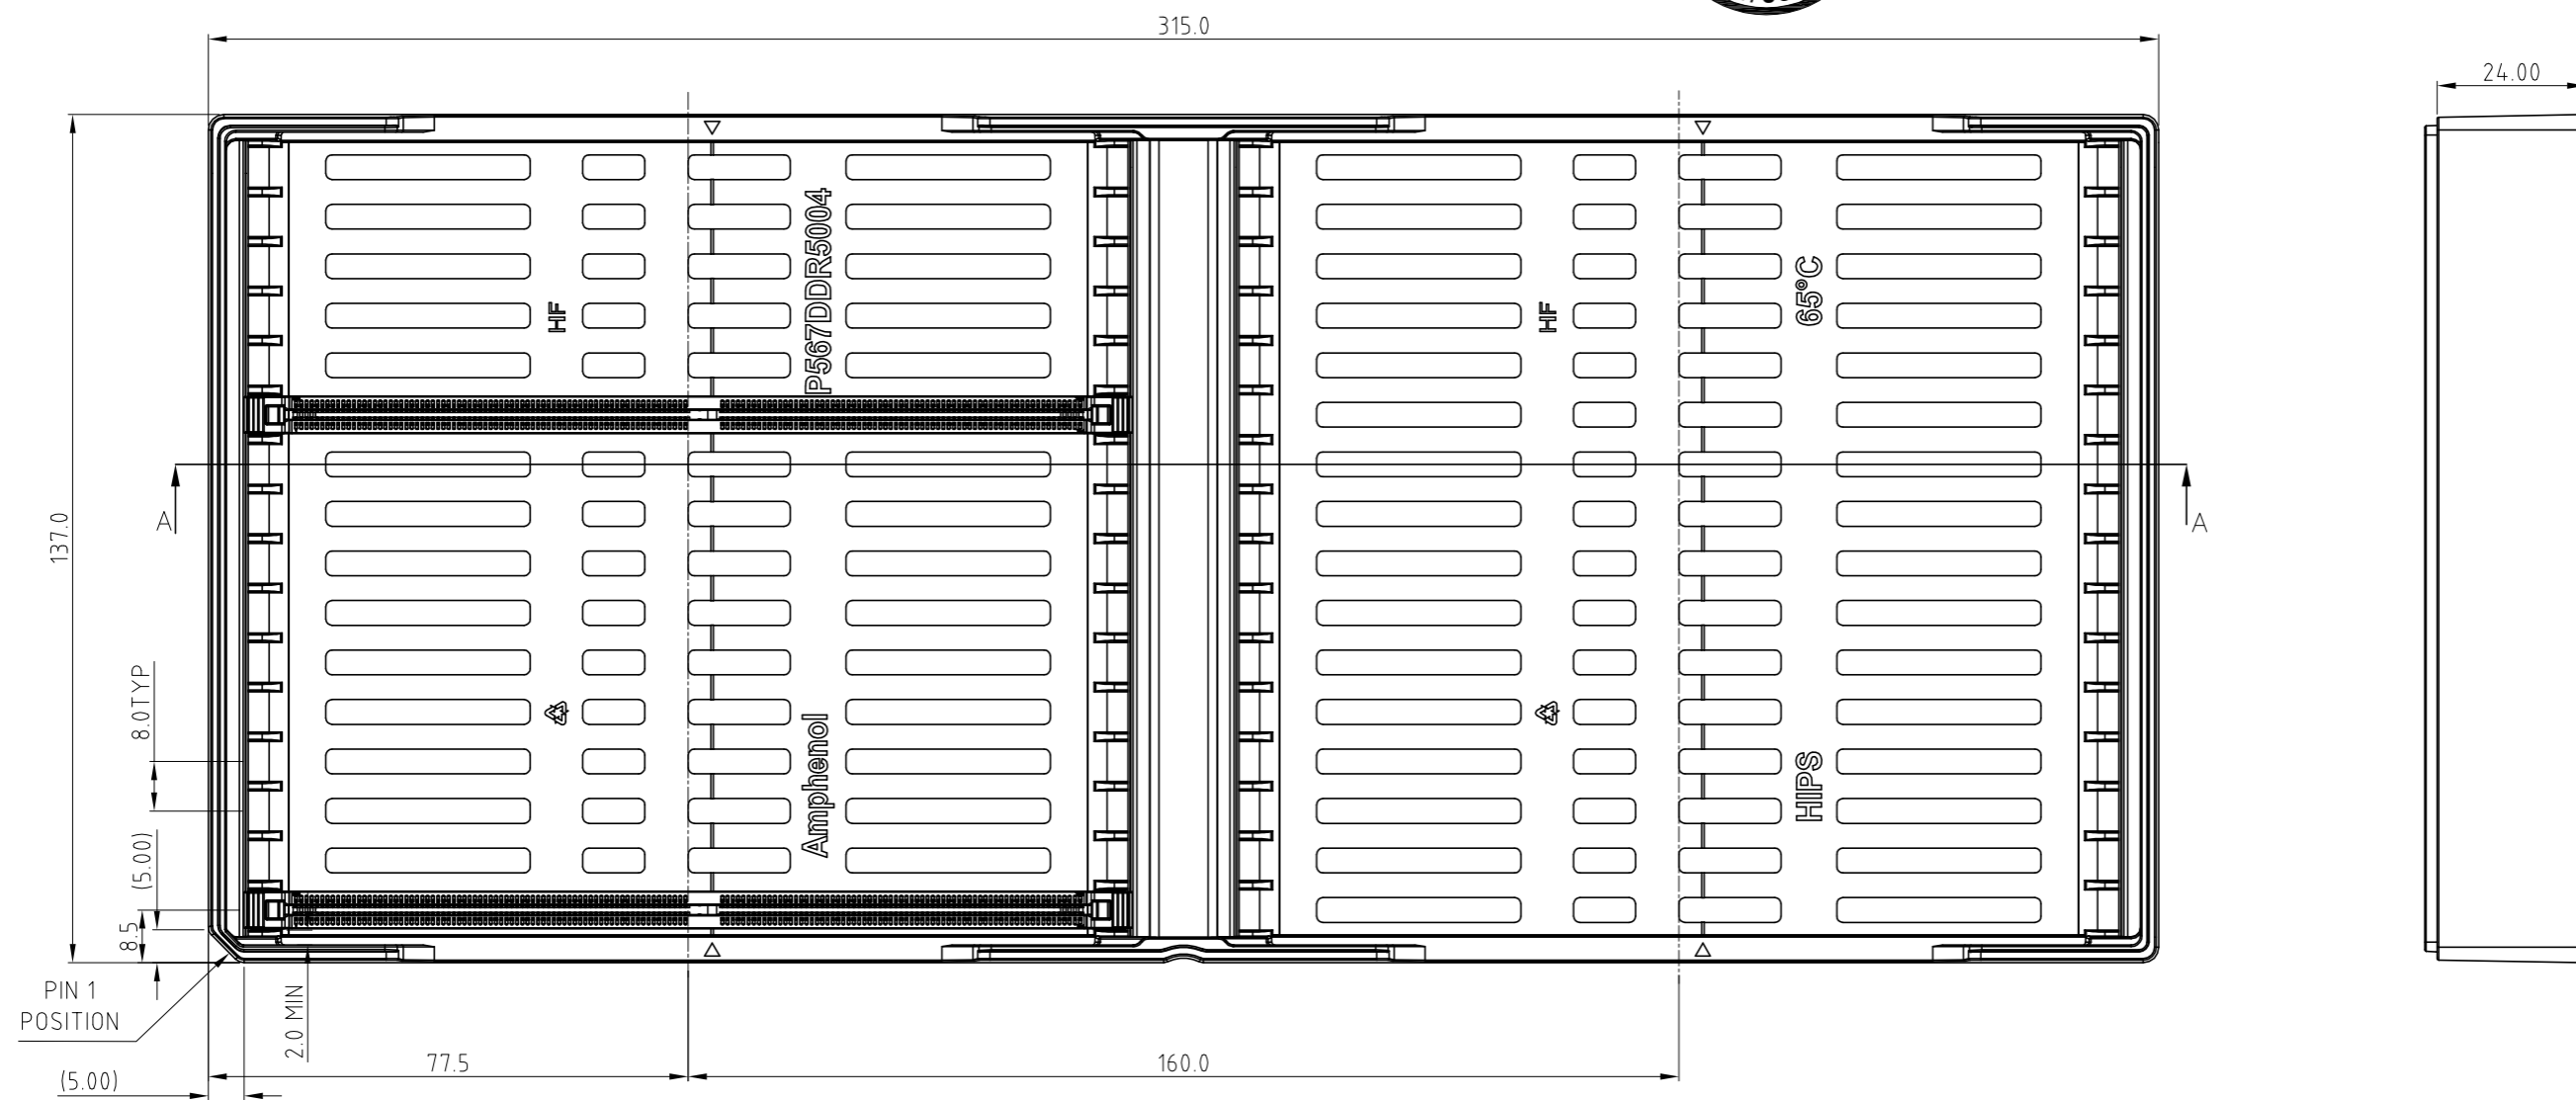 315.0
24.00
137.0
P567DDDR5004
HF
HF
65°C
A
A
8.0TYP
(5.00)
8.5
Amphenol
HIPS
PIN 1
POSITION
2.0 MIN
77.5
160.0
(5.00)